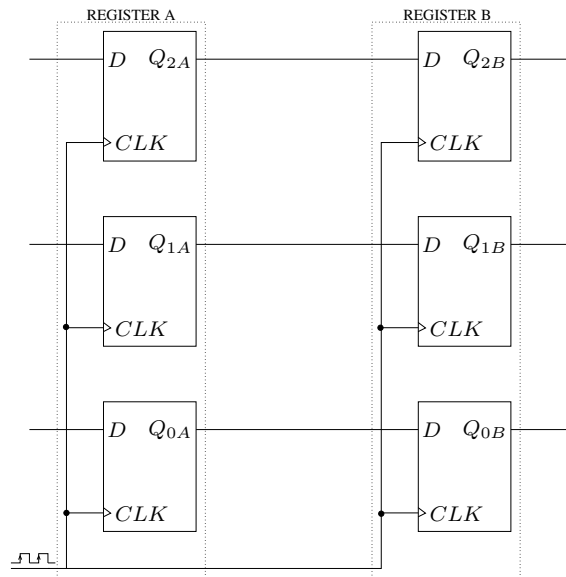 REGISTER A REGISTER B
D Q₂A D Q₂B
CLK CLK
D Q₁A D Q₁B
CLK CLK
D Q₀A D Q₀B
CLK CLK